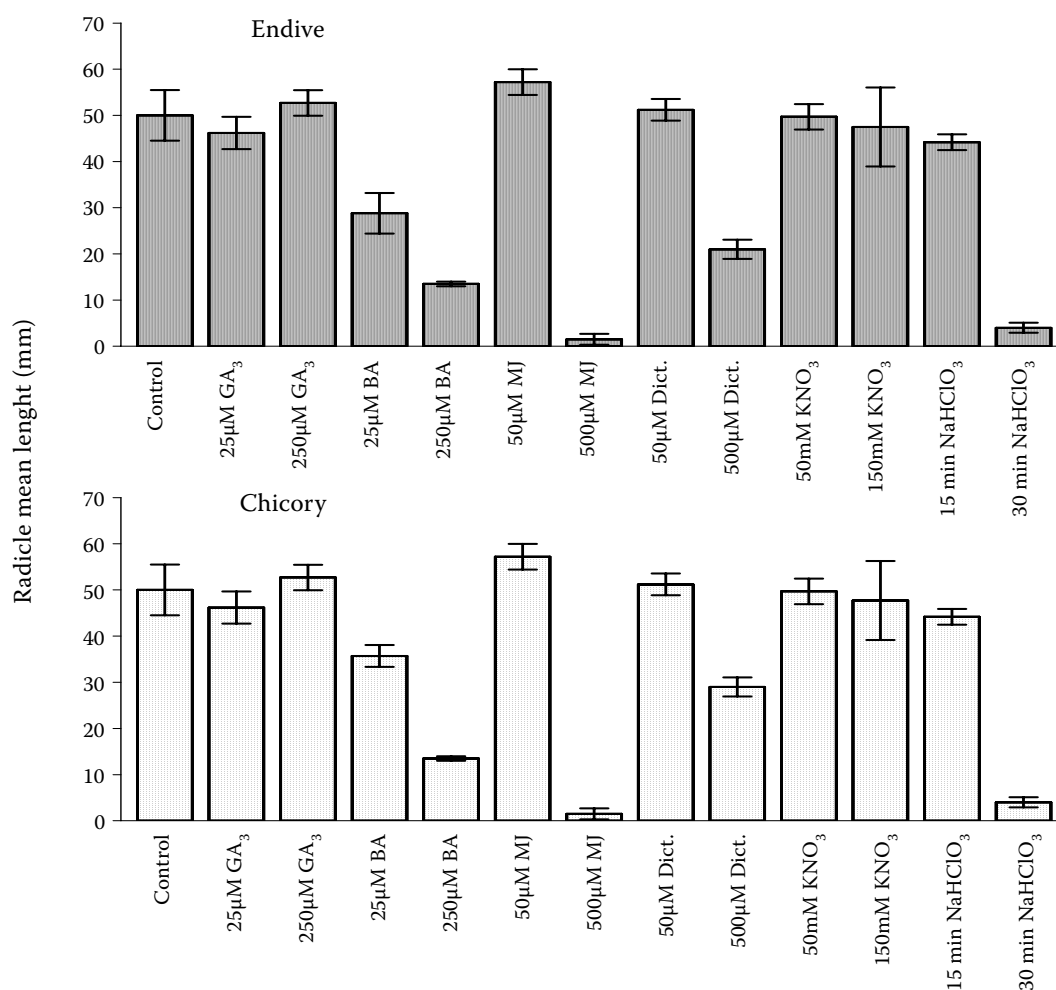 Radicle mean lenght (mm)
Endive
70
60
50
40
30
20
10
0
Control
25µM GA₃
250µM GA₃
25µM BA
250µM BA
50µM MJ
500µM MJ
50µM Dict.
500µM Dict.
50mM KNO₃
150mM KNO₃
15 min NaHClO₃
30 min NaHClO₃
Chicory
70
60
50
40
30
20
10
0
Control
25µM GA₃
250µM GA₃
25µM BA
250µM BA
50µM MJ
500µM MJ
50µM Dict.
500µM Dict.
50mM KNO₃
150mM KNO₃
15 min NaHClO₃
30 min NaHClO₃